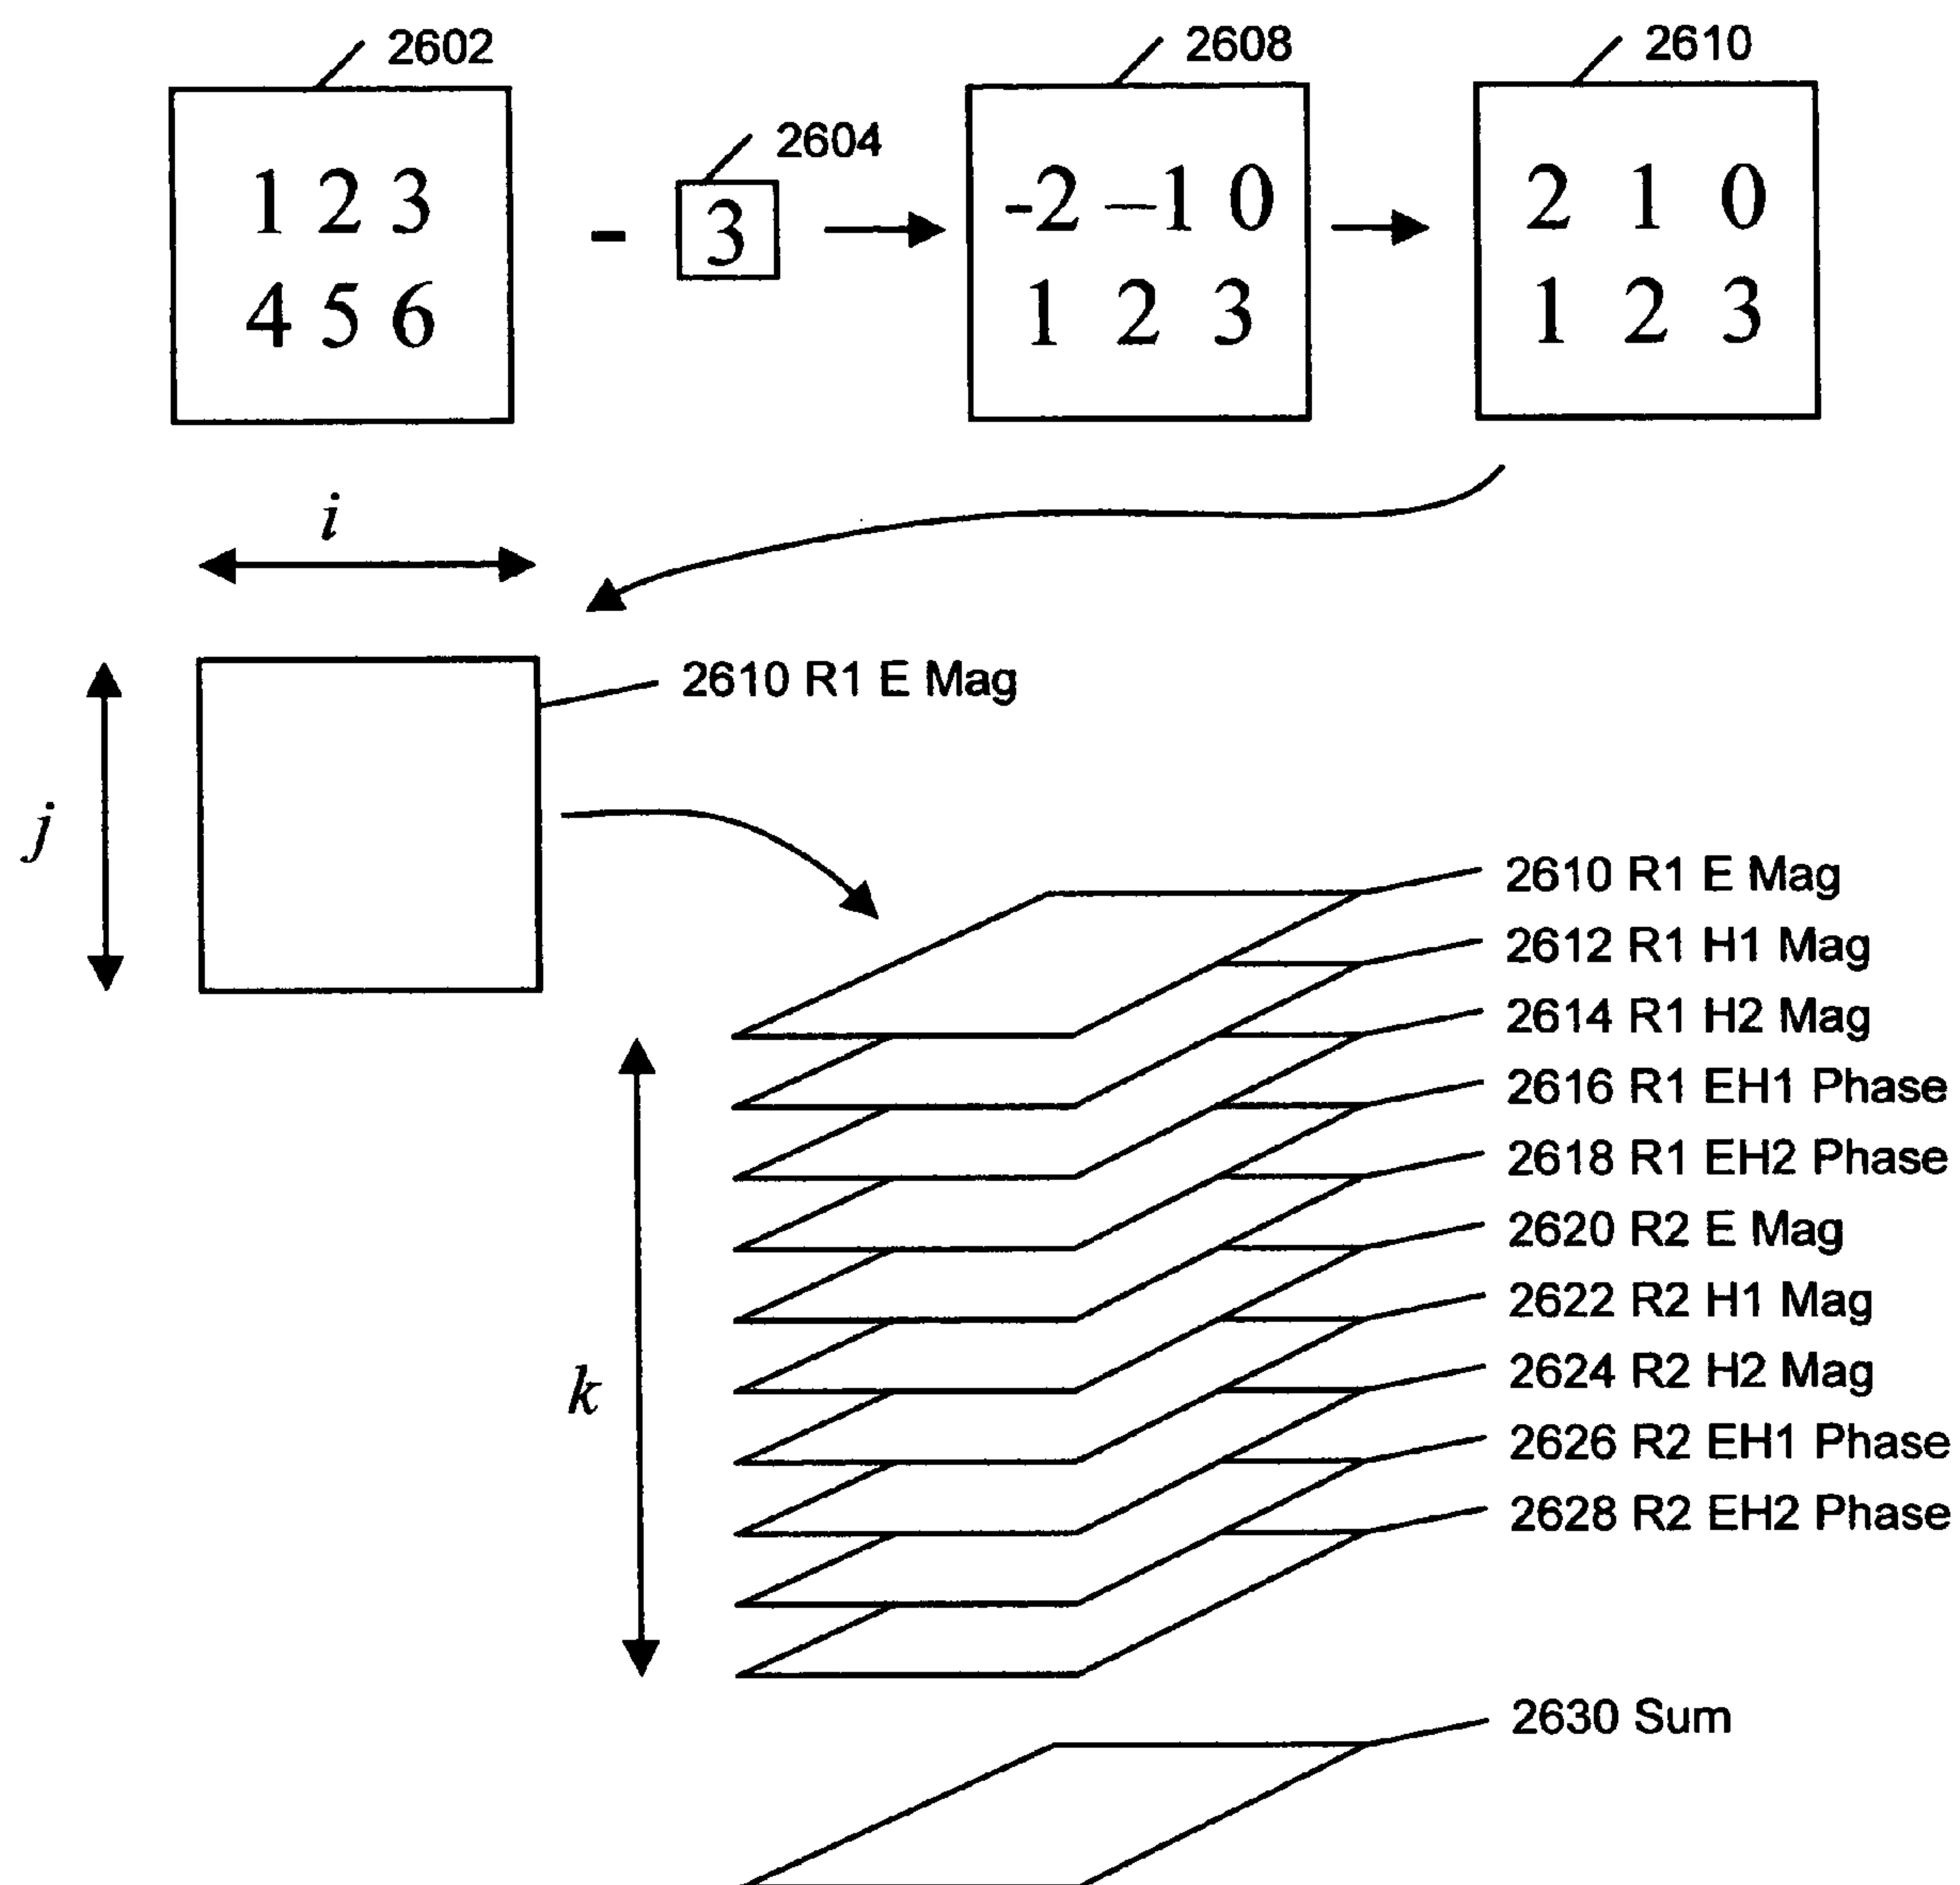 2602
2608
2610
2604
1 2 3
4 5 6
-
3
-2 –1 0
1 2 3
2 1 0
1 2 3
i
j
2610 R1 E Mag
k
2610 R1 E Mag
2612 R1 H1 Mag
2614 R1 H2 Mag
2616 R1 EH1 Phase
2618 R1 EH2 Phase
2620 R2 E Mag
2622 R2 H1 Mag
2624 R2 H2 Mag
2626 R2 EH1 Phase
2628 R2 EH2 Phase
2630 Sum